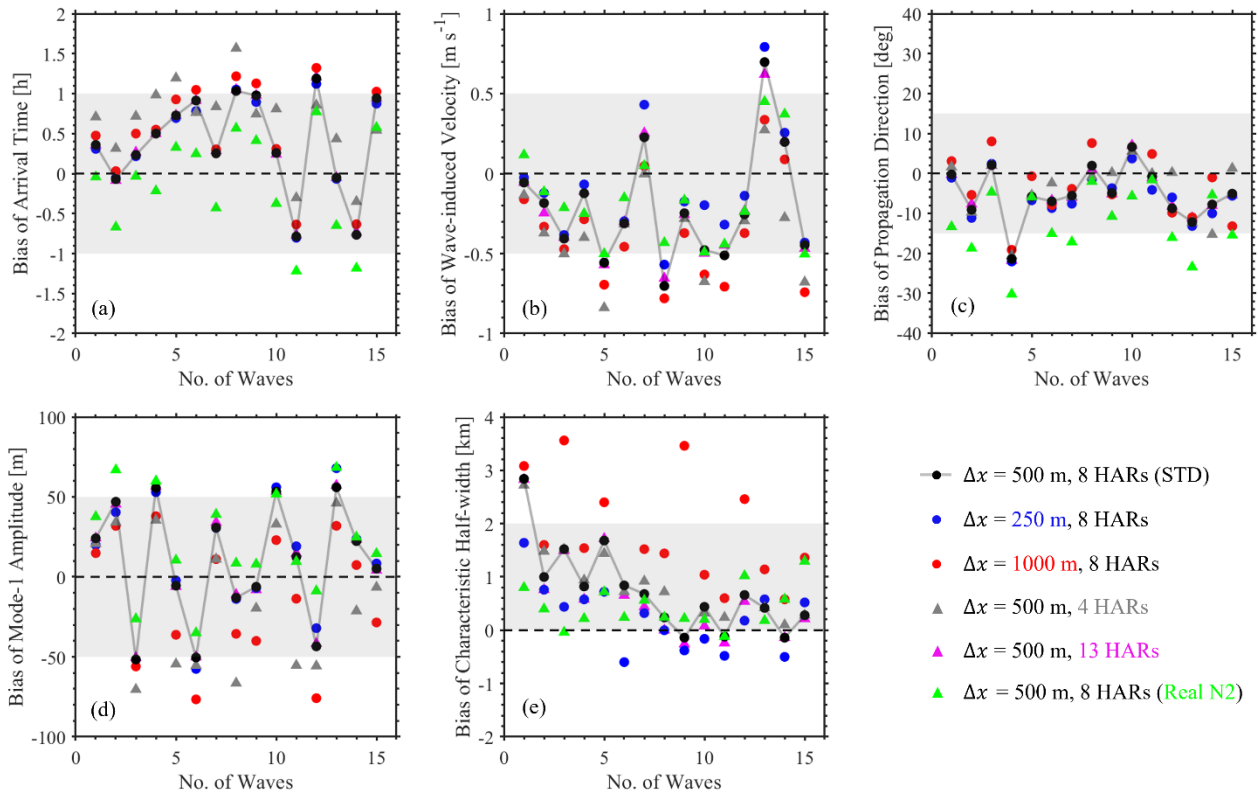 2
1.5
1
0.5
0
-0.5
-1
-1.5
-2
0
5
10
15
Bias of Arrival Time [h]
No. of Waves
(a)
1
0.5
0
-0.5
-1
0
5
10
15
Bias of Wave-induced Velocity [m s⁻¹]
No. of Waves
(b)
40
30
20
10
0
-10
-20
-30
-40
0
5
10
15
Bias of Propagation Direction [deg]
No. of Waves
(c)
100
50
0
-50
-100
0
5
10
15
Bias of Mode-1 Amplitude [m]
No. of Waves
(d)
4
3
2
1
0
-1
-2
0
5
10
15
Bias of Characteristic Half-width [km]
No. of Waves
(e)
Δx = 500 m, 8 HARs (STD)
Δx = 250 m, 8 HARs
Δx = 1000 m, 8 HARs
Δx = 500 m, 4 HARs
Δx = 500 m, 13 HARs
Δx = 500 m, 8 HARs (Real N2)